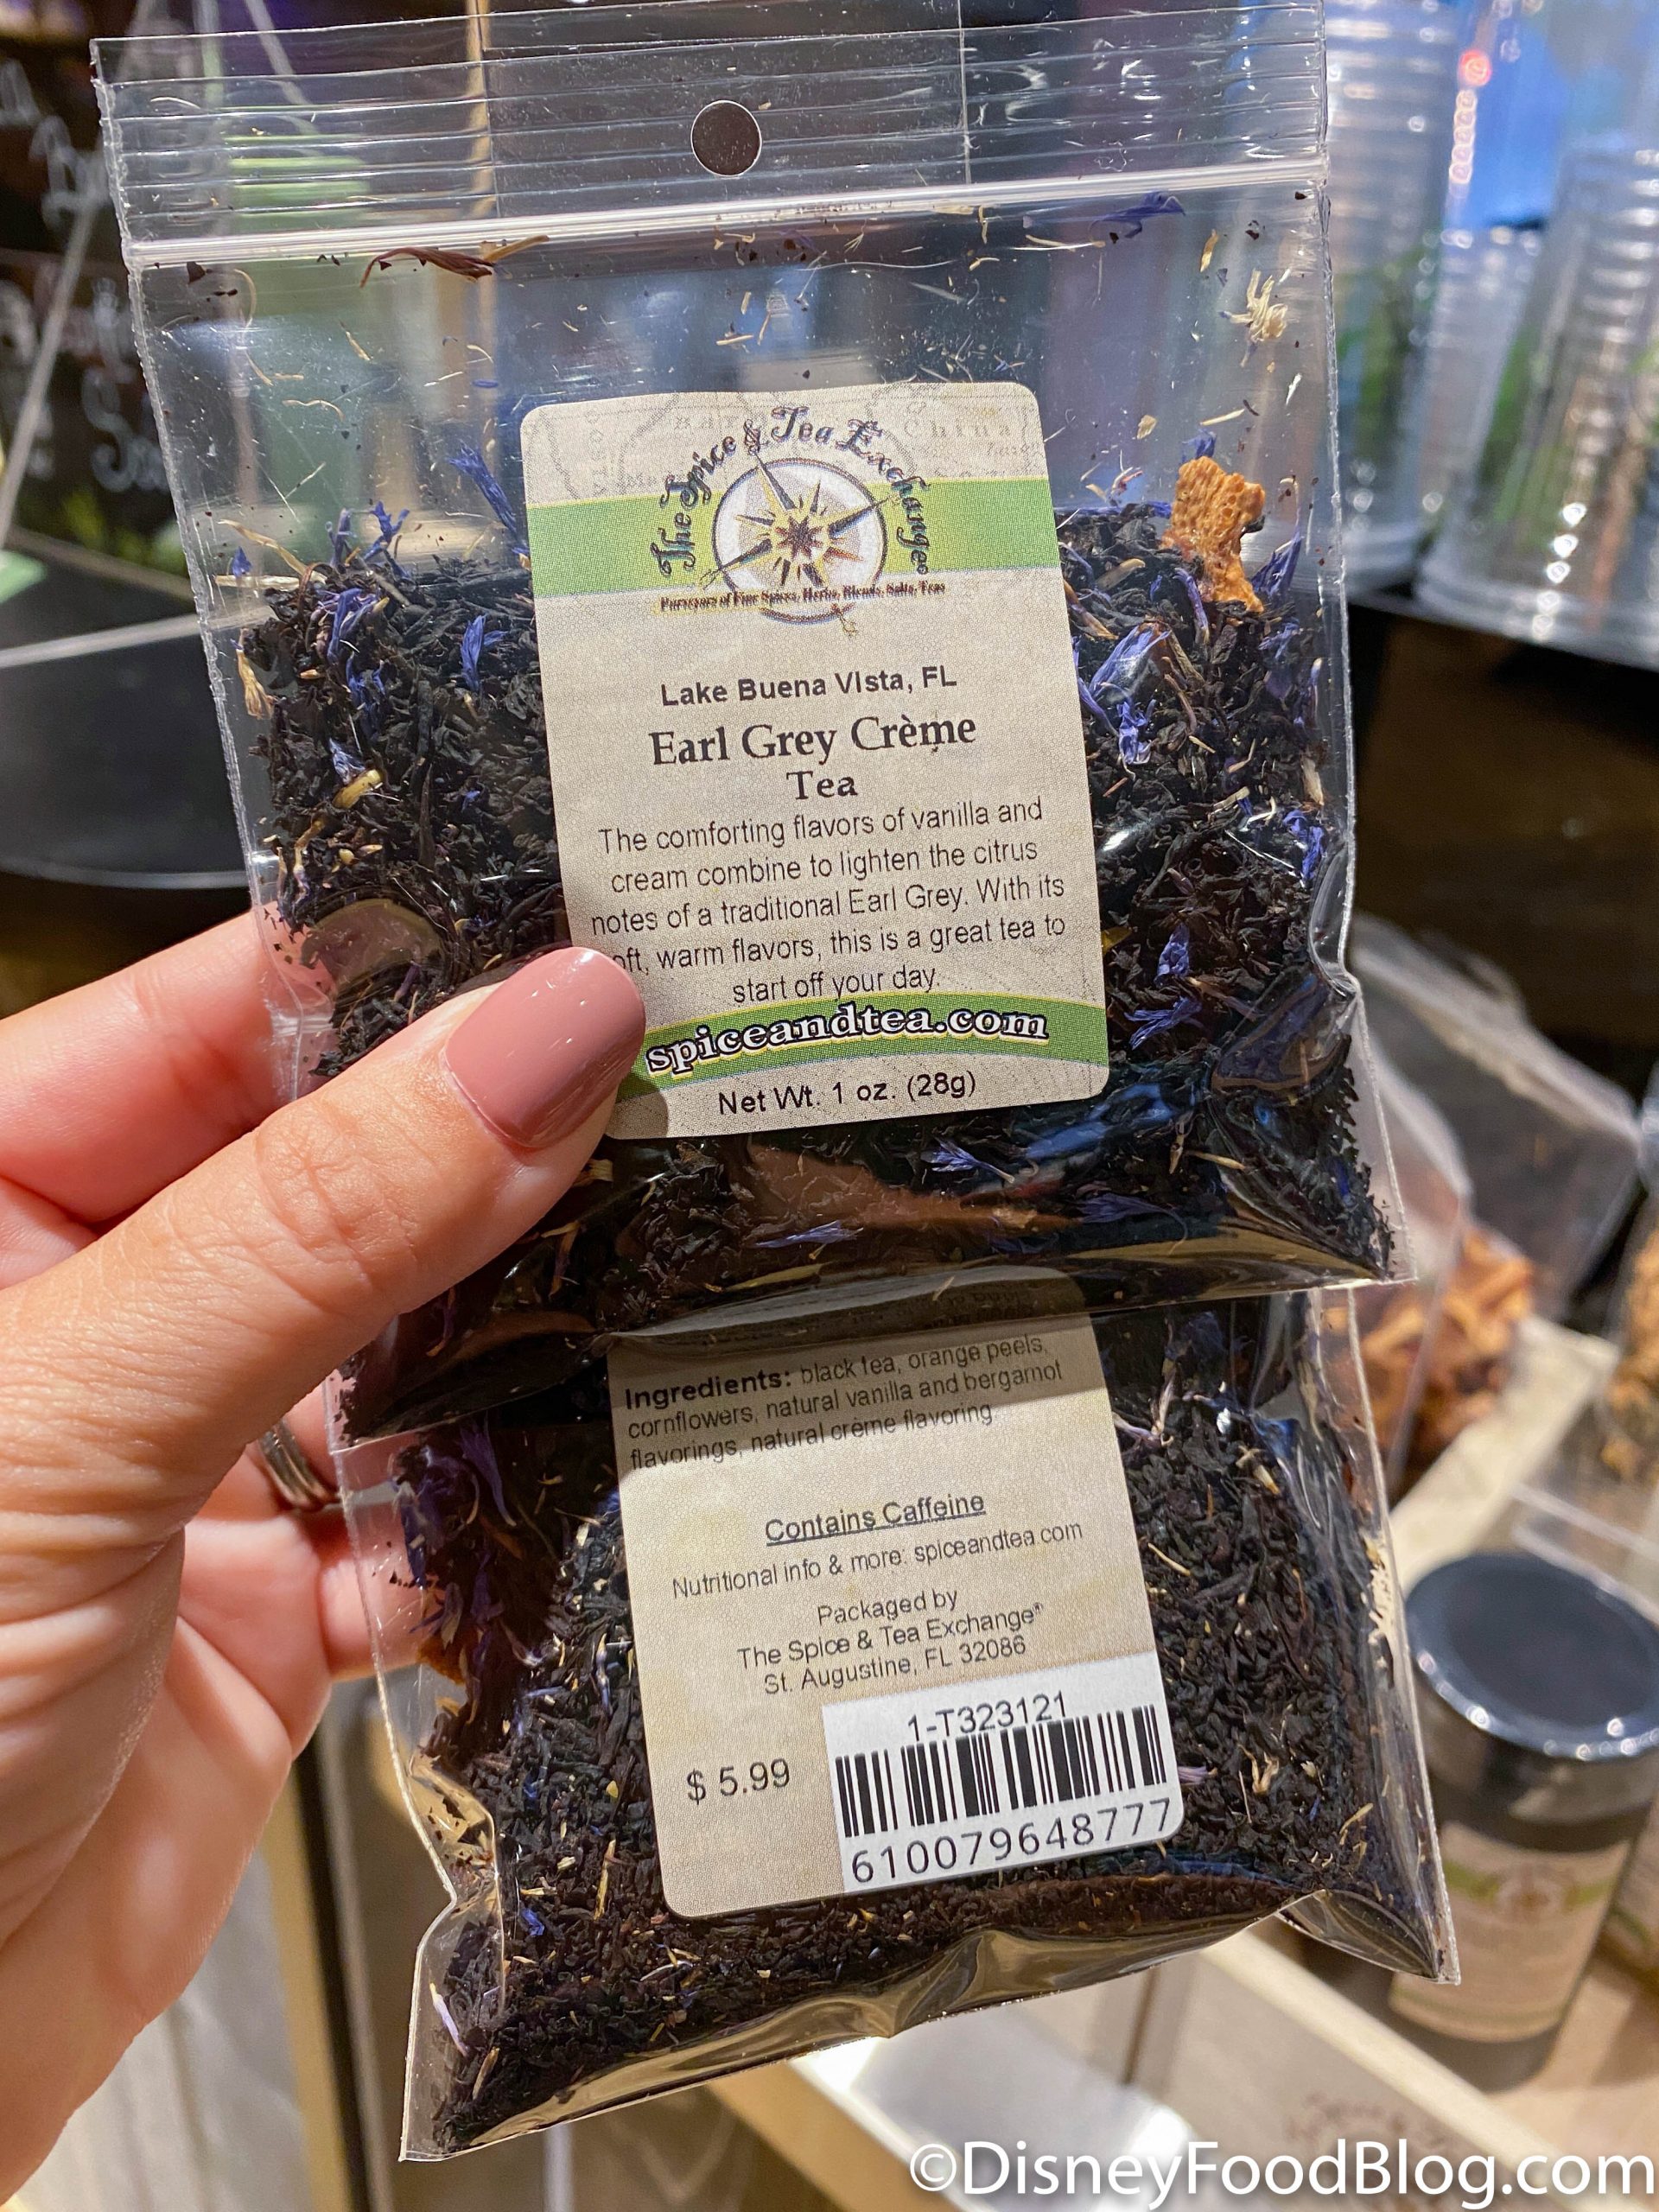 China
The Spice & Tea Exchange®
Purveyors of Fine Spices, Herbs, Blends, Salts, Teas
Lake Buena VIsta, FL
Earl Grey Crème
Tea
The comforting flavors of vanilla and
cream combine to lighten the citrus
notes of a traditional Earl Grey. With its
oft, warm flavors, this is a great tea to
start off your day.
spiceandtea.com
Net Wt. 1 oz. (28g)
Ingredients: black tea, orange peels,
cornflowers, natural vanilla and bergamot
flavorings, natural crème flavoring.
Contains Caffeine
Nutritional info & more: spiceandtea.com
Packaged by
The Spice & Tea Exchange®
St. Augustine, FL 32086
1-T323121
$ 5.99
610079648777
©DisneyFoodBlog.com